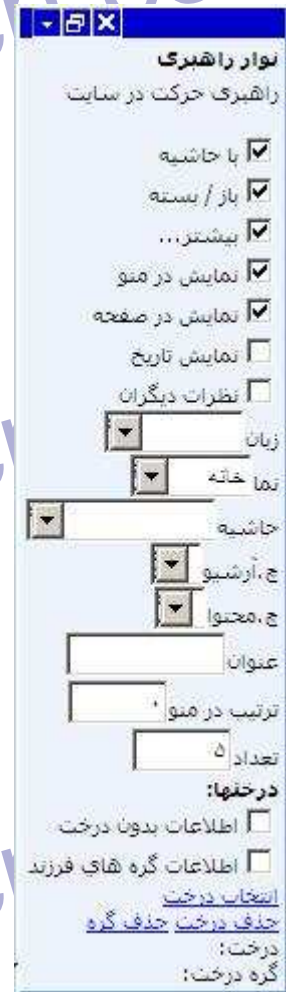 نوار راهبری
راهبری حرکت در سایت
با حاشیه
باز / بسته
بیشتر...
نمایش در منو
نمایش در صفحه
نمایش تاریخ
نظرات دیگران
زبان
نما خانه
حاشیه
ج.آرشیو
ج.محتوا
عنوان
ترتیب در منو ۰
تعداد ۵
درختها:
اطلاعات بدون درخت
اطلاعات گره های فرزند
انتخاب درخت
حذف درخت حذف گره
درخت:
گره درخت: